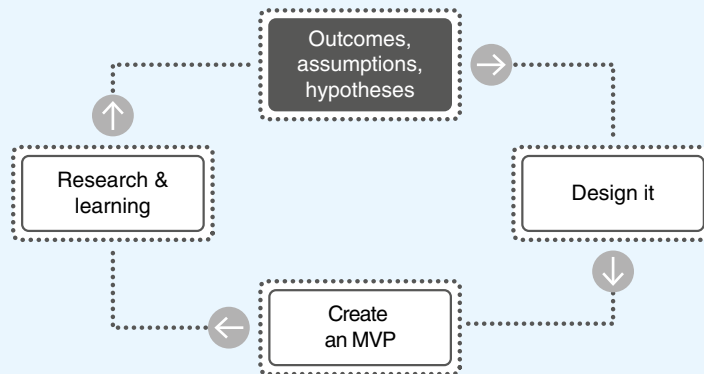 Outcomes,
assumptions,
hypotheses
Research &
learning
Design it
Create
an MVP